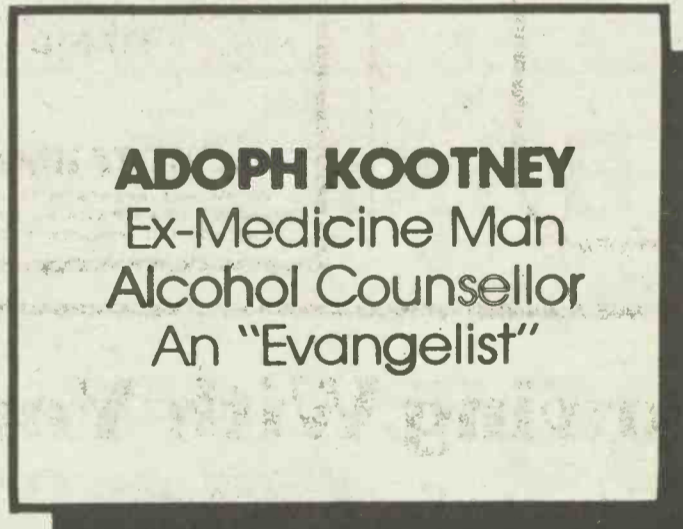 ADOPH KOOTNEY
Ex-Medicine Man
Alcohol Counsellor
An "Evangelist"